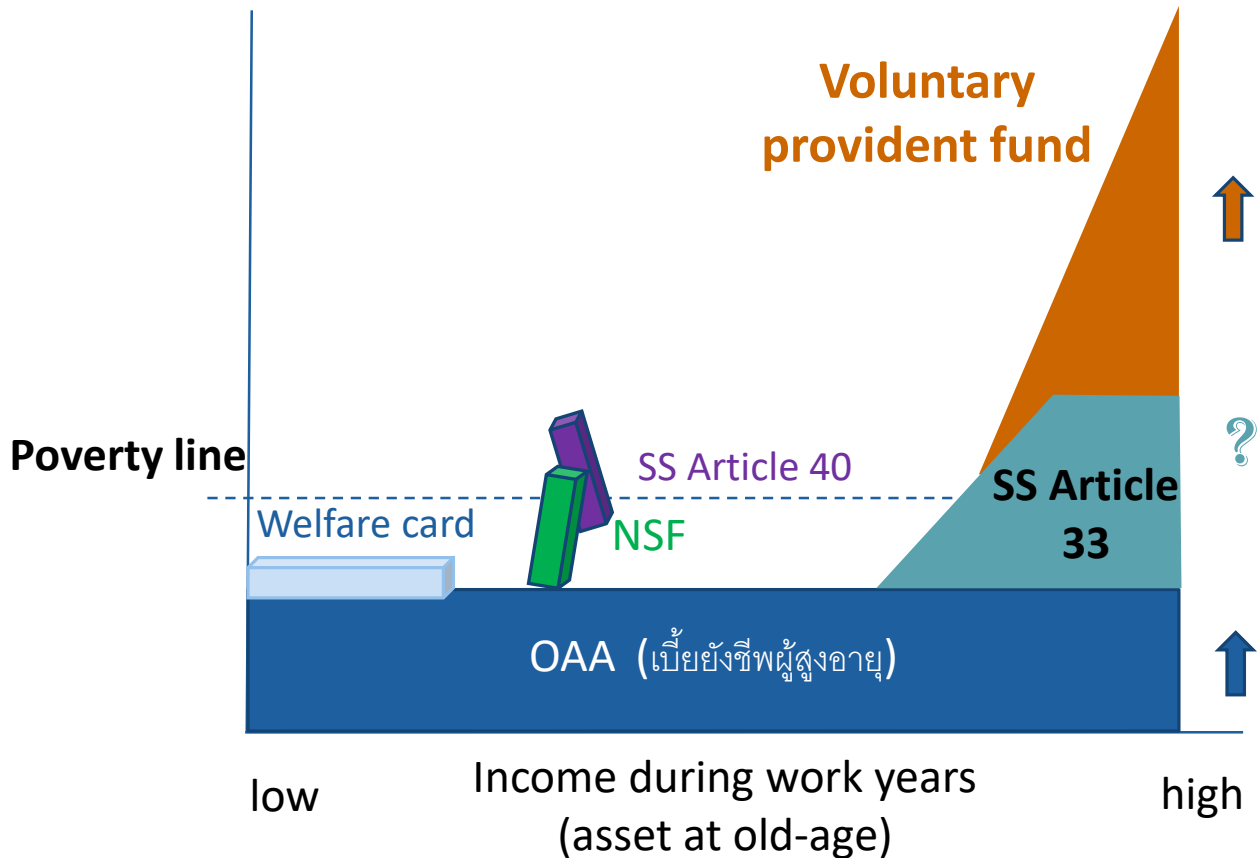 Voluntary
provident fund
Poverty line
SS Article 40
?
SS Article
33
Welfare card
NSF
OAA (เบี้ยยังชีพผู้สูงอายุ)
low
Income during work years
high
(asset at old-age)